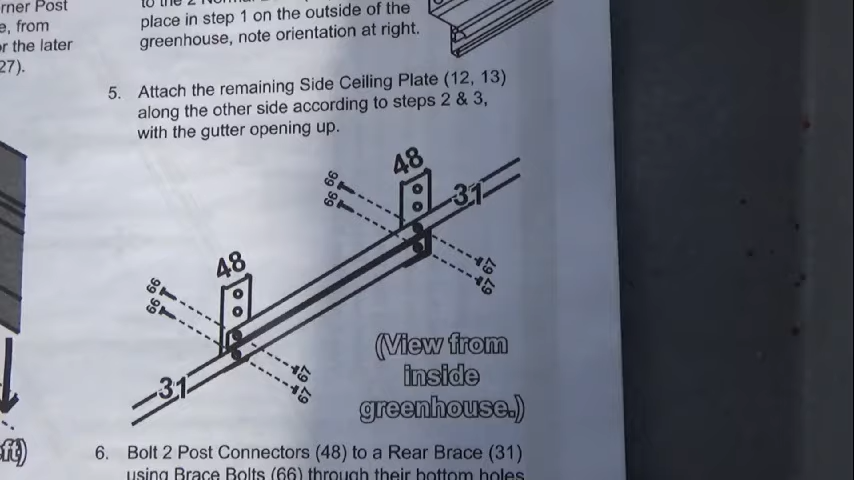 rner Post
e, from
or the later
27).
place in step 1 on the outside of the
greenhouse, note orientation at right.
5. Attach the remaining Side Ceiling Plate (12, 13)
along the other side according to steps 2 & 3,
with the gutter opening up.
48
66
66
31
67
67
48
66
66
67
67
31
(View from
inside
greenhouse.)
eft)
6. Bolt 2 Post Connectors (48) to a Rear Brace (31)
using Brace Bolts (66) through their bottom holes